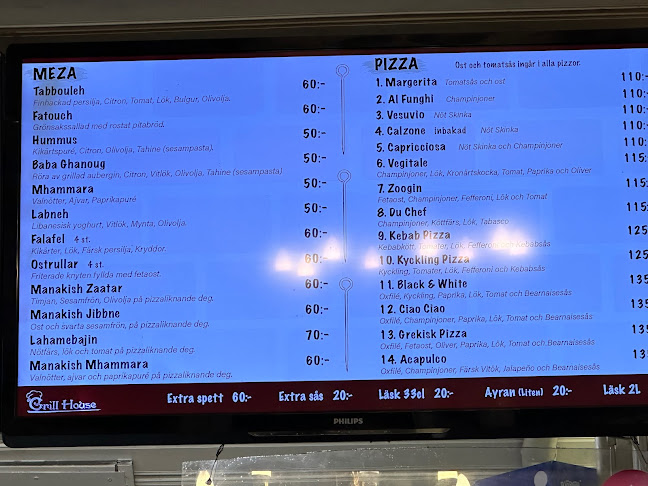 MEZA
Tabbouleh 60:-
Finhackad persilja, Citron, Tomat, Lök, Bulgur, Olivolja.
Fatouch 60:-
Grönsakssallad med rostat pitabröd.
Hummus 50:-
Kikärtspuré, Citron, Olivolja, Tahine (sesampasta).
Baba Ghanoug 50:-
Röra av grillad aubergin, Citron, Vitlök, Olivolja, Tahine (sesampasta)
Mhammara 50:-
Valnötter, Ajvar, Paprikapuré
Labneh 50:-
Libanesisk yoghurt, Vitlök, Mynta, Olivolja.
Falafel 4 st. 50:-
Kikärter, Lök, Färsk persilja, Kryddor.
Ostrullar 4 st. 60:-
Friterade knyten fyllda med fetaost.
Manakish Zaatar 60:-
Timjan, Sesamfrön, Olivolja på pizzaliknande deg.
Manakish Jibbne 60:-
Ost och svarta sesamfrön, på pizzaliknande deg.
Lahamebajin 70:-
Nötfärs, lök och tomat på pizzaliknande deg.
Manakish Mhammara 60:-
Valnötter, ajvar och paprikapuré på pizzaliknande deg.
PIZZA Ost och tomatsås ingår i alla pizzor.
1. Margerita Tomatsås och ost 110:
2. Al Funghi Champinjoner 110:
3. Vesuvio Nöt Skinka 110:
4. Calzone inbakad Nöt Skinka 110:
5. Capricciosa Nöt Skinka och Champinjoner 110:
6. Vegitale 115:
Champinjoner, Lök, Kronärtskocka, Tomat, Paprika och Oliver
7. Zoogin 115:
Fetaost, Champinjoner, Fefferoni, Lök och Tomat
8. Du Chef 115:
Champinjoner, Köttfärs, Lök, Tabasco
9. Kebab Pizza 125
Kebabkött, Tomater, Lök, Fefferoni och Kebabsås
10. Kyckling Pizza 125
Kyckling, Tomater, Lök, Fefferoni och Kebabsås
11. Black & White 135
Oxfilé, Kyckling, Paprika, Lök, Tomat och Bearnaisesås
12. Ciao Ciao 135
Oxfilé, Champinjoner, Paprika, Lök, Tomat och Bearnaisesås
13. Grekisk Pizza 135
Oxfilé, Fetaost, Oliver, Paprika, Lök, Tomat och Bearnaisesås
14. Acapulco 135
Oxfilé, Champinjoner, Färsk Vitök, Jalapeño och Bearnaisesås
Grill House Extra spett 60:- Extra sås 20:- Läsk 33cl 20:- Ayran (Liten) 20:- Läsk 2L
PHILIPS